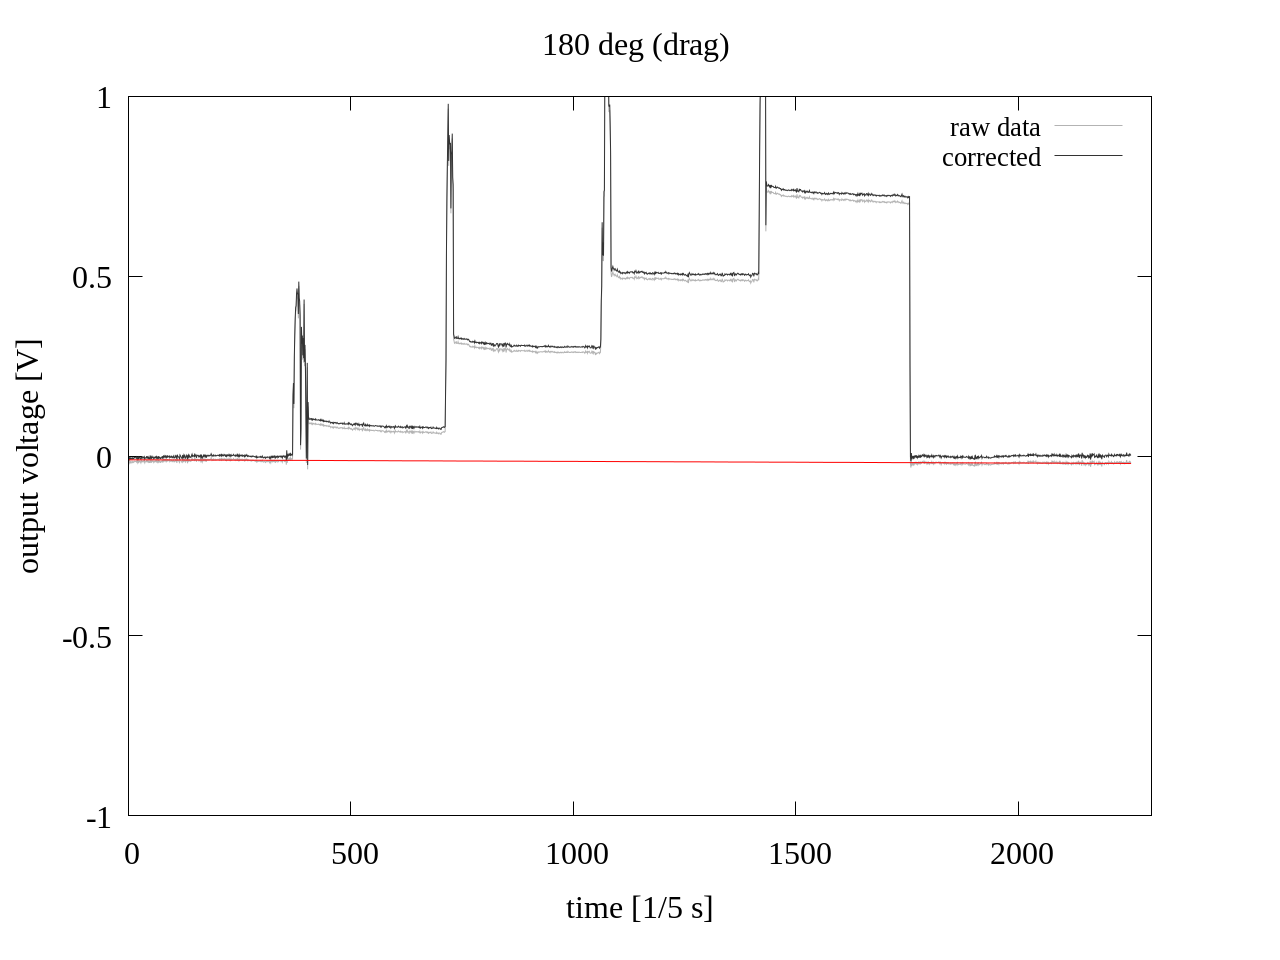 180 deg (drag)
raw data
corrected
1
0.5
0
-0.5
-1
output voltage [V]
0 500 1000 1500 2000
time [1/5 s]